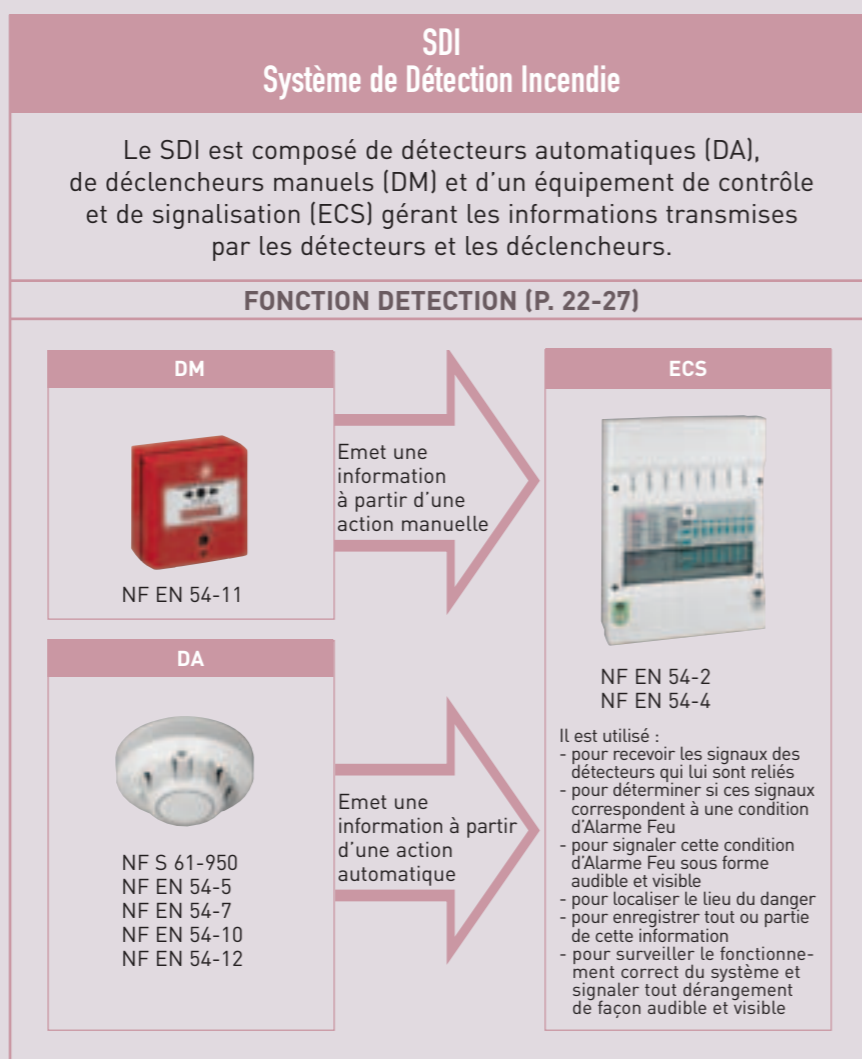 SDI
Système de Détection Incendie
Le SDI est composé de détecteurs automatiques (DA),
de déclencheurs manuels (DM) et d'un équipement de contrôle
et de signalisation (ECS) gérant les informations transmises
par les détecteurs et les déclencheurs.
FONCTION DETECTION (P. 22-27)
DM
NF EN 54-11
Emet une
information
à partir d'une
action manuelle
DA
NF S 61-950
NF EN 54-5
NF EN 54-7
NF EN 54-10
NF EN 54-12
Emet une
information à partir
d'une action
automatique
ECS
NF EN 54-2
NF EN 54-4
Il est utilisé :
- pour recevoir les signaux des
détecteurs qui lui sont reliés
- pour déterminer si ces signaux
correspondent à une condition
d'Alarme Feu
- pour signaler cette condition
d'Alarme Feu sous forme
audible et visible
- pour localiser le lieu du danger
- pour enregistrer tout ou partie
de cette information
- pour surveiller le fonctionne-
ment correct du système et
signaler tout dérangement
de façon audible et visible